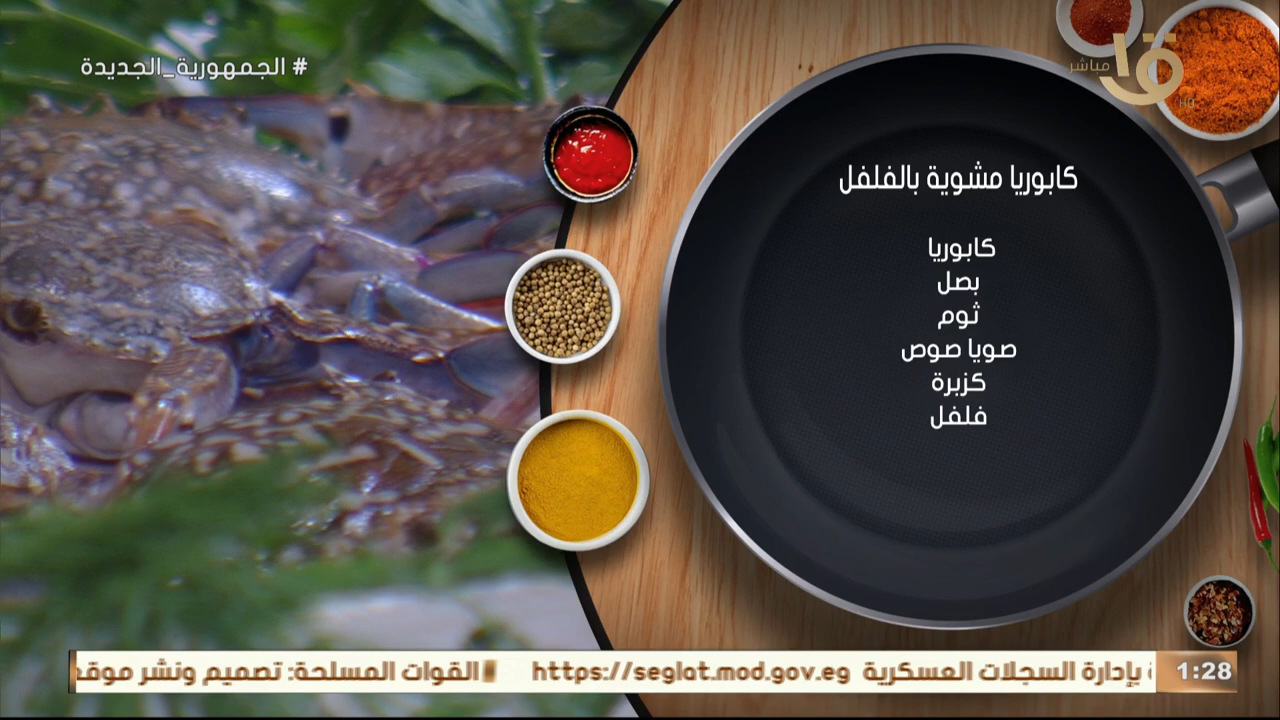 # الجمهورية_الجديدة
مباشر
HD
كابوريا مشوية بالفلفل
كابوريا
بصل
ثوم
صويا صوص
كزبرة
فلفل
بإدارة السجلات العسكرية https://seglat.mod.gov.eg القوات المسلحة: تصميم ونشر
1:28